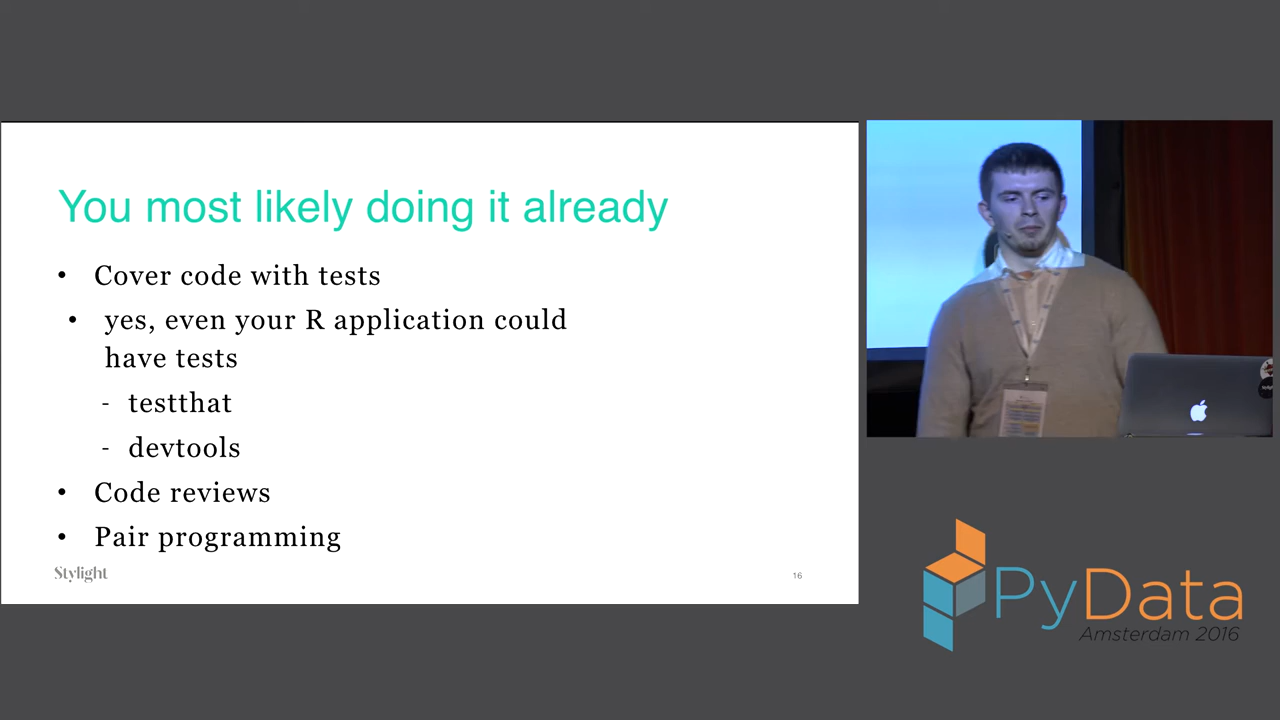 You most likely doing it already
• Cover code with tests
• yes, even your R application could
have tests
- testthat
- devtools
• Code reviews
• Pair programming
Stylight
16
PyData
Amsterdam 2016